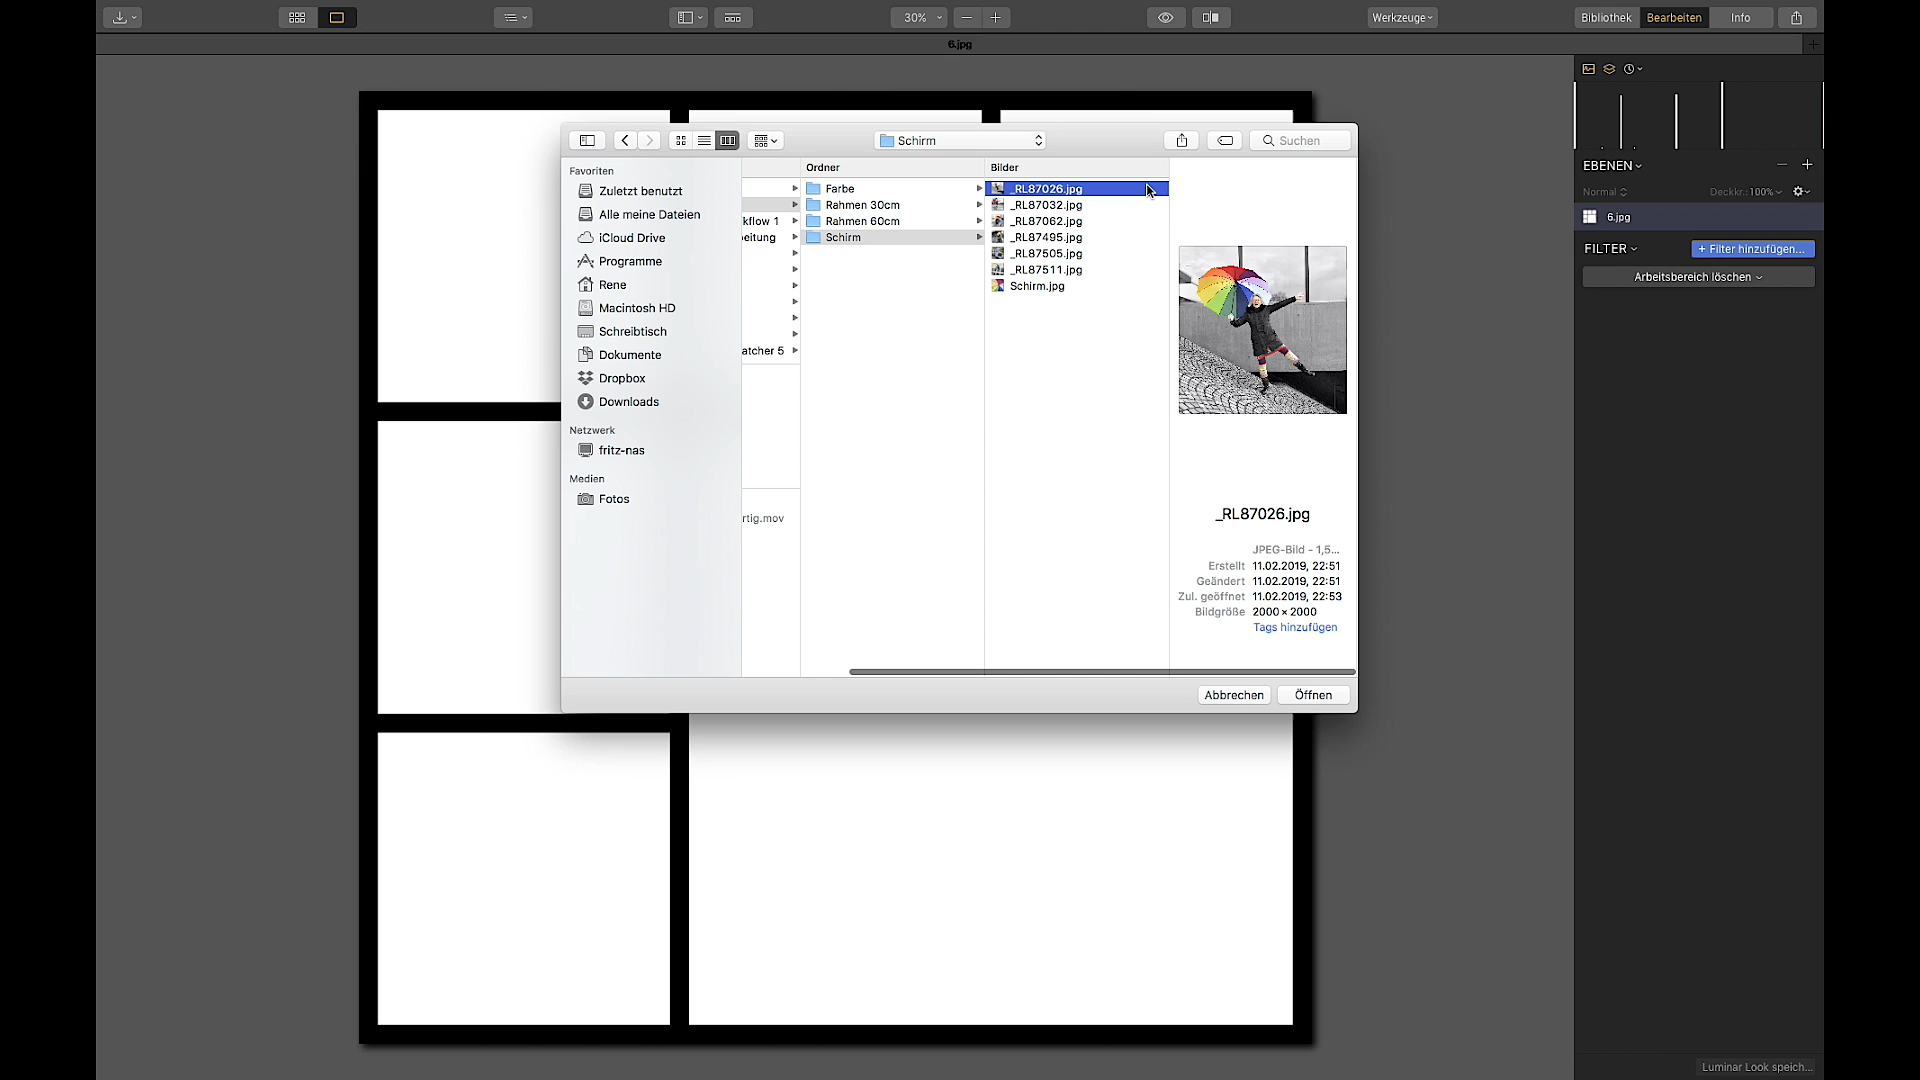 30%
Werkzeuge
Bibliothek
Bearbeiten
Info
6.jpg
Schirm
Suchen
Favoriten
Zuletzt benutzt
Alle meine Dateien
iCloud Drive
Programme
Rene
Macintosh HD
Schreibtisch
Dokumente
Dropbox
Downloads
Netzwerk
fritz-nas
Medien
Fotos
kflow 1
eitung
atcher 5
rtig.mov
Ordner
Farbe
Rahmen 30cm
Rahmen 60cm
Schirm
Bilder
_RL87026.jpg
_RL87032.jpg
_RL87062.jpg
_RL87495.jpg
_RL87505.jpg
_RL87511.jpg
Schirm.jpg
_RL87026.jpg
JPEG-Bild - 1,5...
Erstellt 11.02.2019, 22:51
Geändert 11.02.2019, 22:51
Zul. geöffnet 11.02.2019, 22:53
Bildgröße 2000 × 2000
Tags hinzufügen
Abbrechen
Öffnen
EBENEN
Normal
Deckkr.: 100%
6.jpg
FILTER
+ Filter hinzufügen...
Arbeitsbereich löschen
Luminar Look speich...